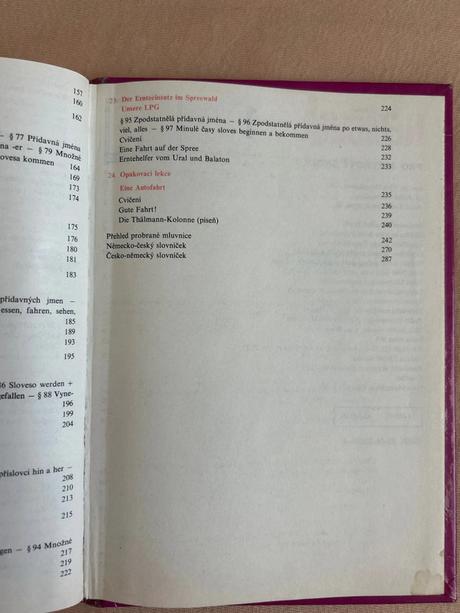 157
160
162
– § 77 Přídavná jména
na -er – § 79 Množné
ovesa kommen
164
169
173
174
175
176
180
181
183
přídavných jmen –
essen, fahren, sehen,
185
189
193
195
86 Sloveso werden +
gefallen – § 88 Vyne-
196
199
204
příslovcí hin a her –
208
210
213
215
gen – § 94 Množné
217
219
222
23. Der Ernteeinsatz im Spreewald
Unsere LPG 224
§ 95 Zpodstatnělá přídavná jména – § 96 Zpodstatnělá přídavná jména po etwas, nichts,
viel, alles – § 97 Minulé časy sloves beginnen a bekommen
Cvičení 226
Eine Fahrt auf der Spree 228
Erntehelfer vom Ural und Balaton 232
233
24. Opakovací lekce
Eine Autofahrt 235
Cvičení 236
Gute Fahrt! 239
Die Thälmann-Kolonne (píseň) 240
Přehled probrané mluvnice 242
Německo-český slovníček 270
Česko-německý slovníček 287